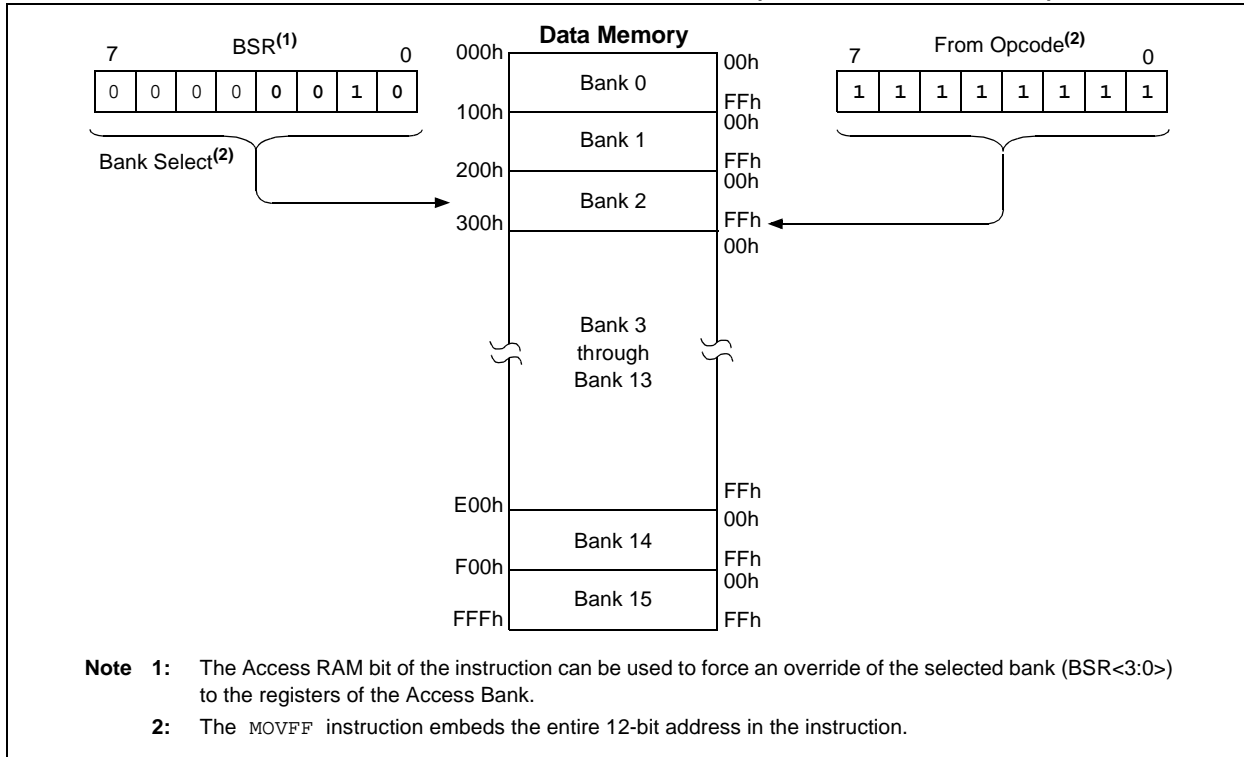 7 BSR(1) 0
0 0 0 0 0 0 1 0
Bank Select(2)
Data Memory
000h
Bank 0
00h
FFh
100h
Bank 1
00h
FFh
200h
Bank 2
00h
FFh
300h
00h
Bank 3
through
Bank 13
FFh
E00h
Bank 14
00h
FFh
F00h
Bank 15
00h
FFFh
FFh
7 From Opcode(2) 0
1 1 1 1 1 1 1 1
Note 1: The Access RAM bit of the instruction can be used to force an override of the selected bank (BSR<3:0>)
to the registers of the Access Bank.
2: The MOVFF instruction embeds the entire 12-bit address in the instruction.